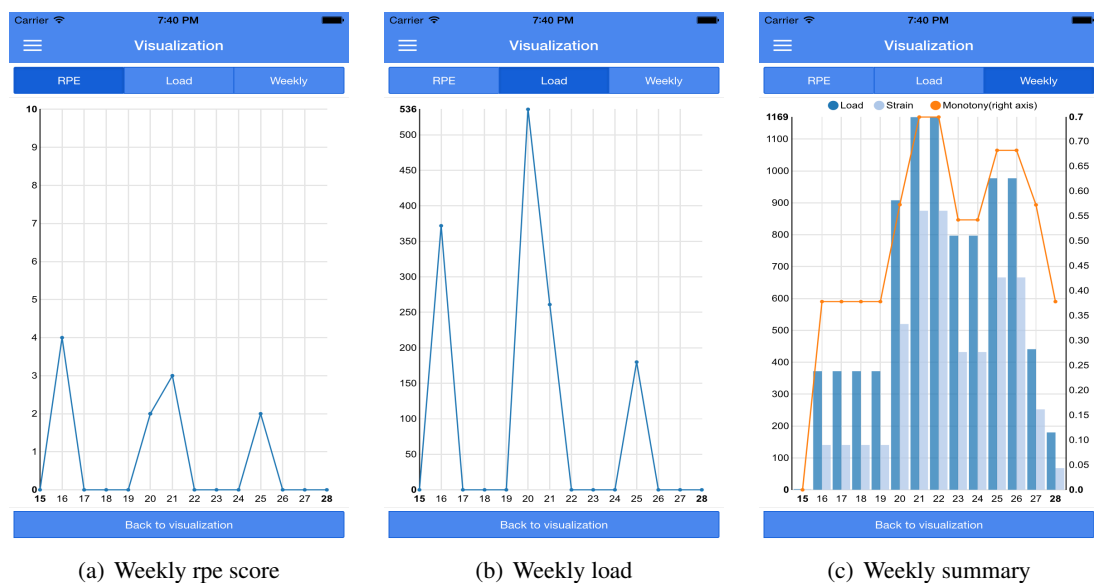 Carrier 7:40 PM
Visualization
RPE Load Weekly
10
9
8
7
6
5
4
3
2
1
0
15 16 17 18 19 20 21 22 23 24 25 26 27 28
Back to visualization
(a) Weekly rpe score
Carrier 7:40 PM
Visualization
RPE Load Weekly
536
500
450
400
350
300
250
200
150
100
50
0
15 16 17 18 19 20 21 22 23 24 25 26 27 28
Back to visualization
(b) Weekly load
Carrier 7:40 PM
Visualization
RPE Load Weekly
Load Strain Monotony(right axis)
1169 0.7
1100 0.65
1000 0.60
900 0.55
800 0.50
700 0.45
600 0.40
500 0.35
400 0.30
300 0.25
200 0.20
100 0.15
0 0.10
0.05
0.0
15 16 17 18 19 20 21 22 23 24 25 26 27 28
Back to visualization
(c) Weekly summary